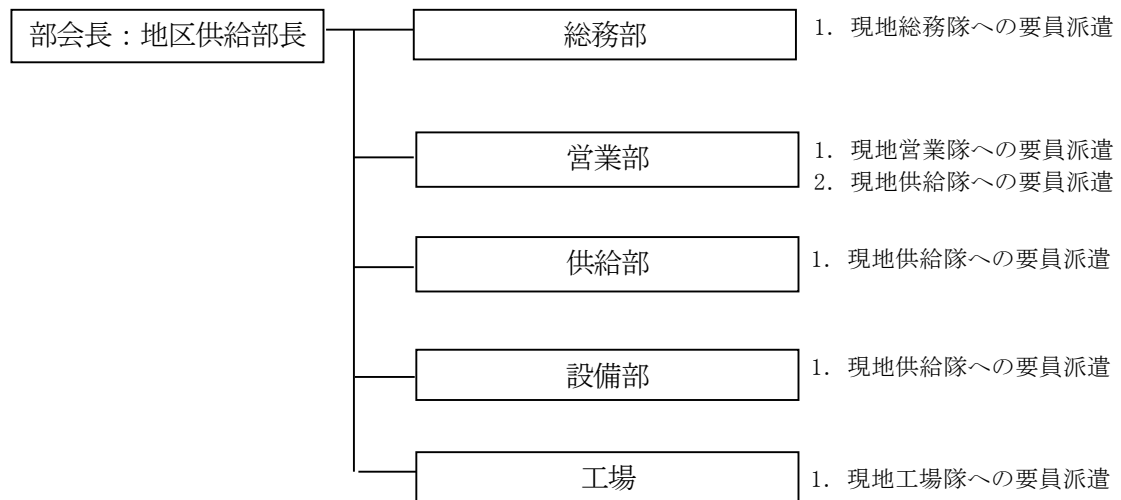 部会長：地区供給部長
総務部
1. 現地総務隊への要員派遣
営業部
1. 現地営業隊への要員派遣
2. 現地供給隊への要員派遣
供給部
1. 現地供給隊への要員派遣
設備部
1. 現地供給隊への要員派遣
工場
1. 現地工場隊への要員派遣